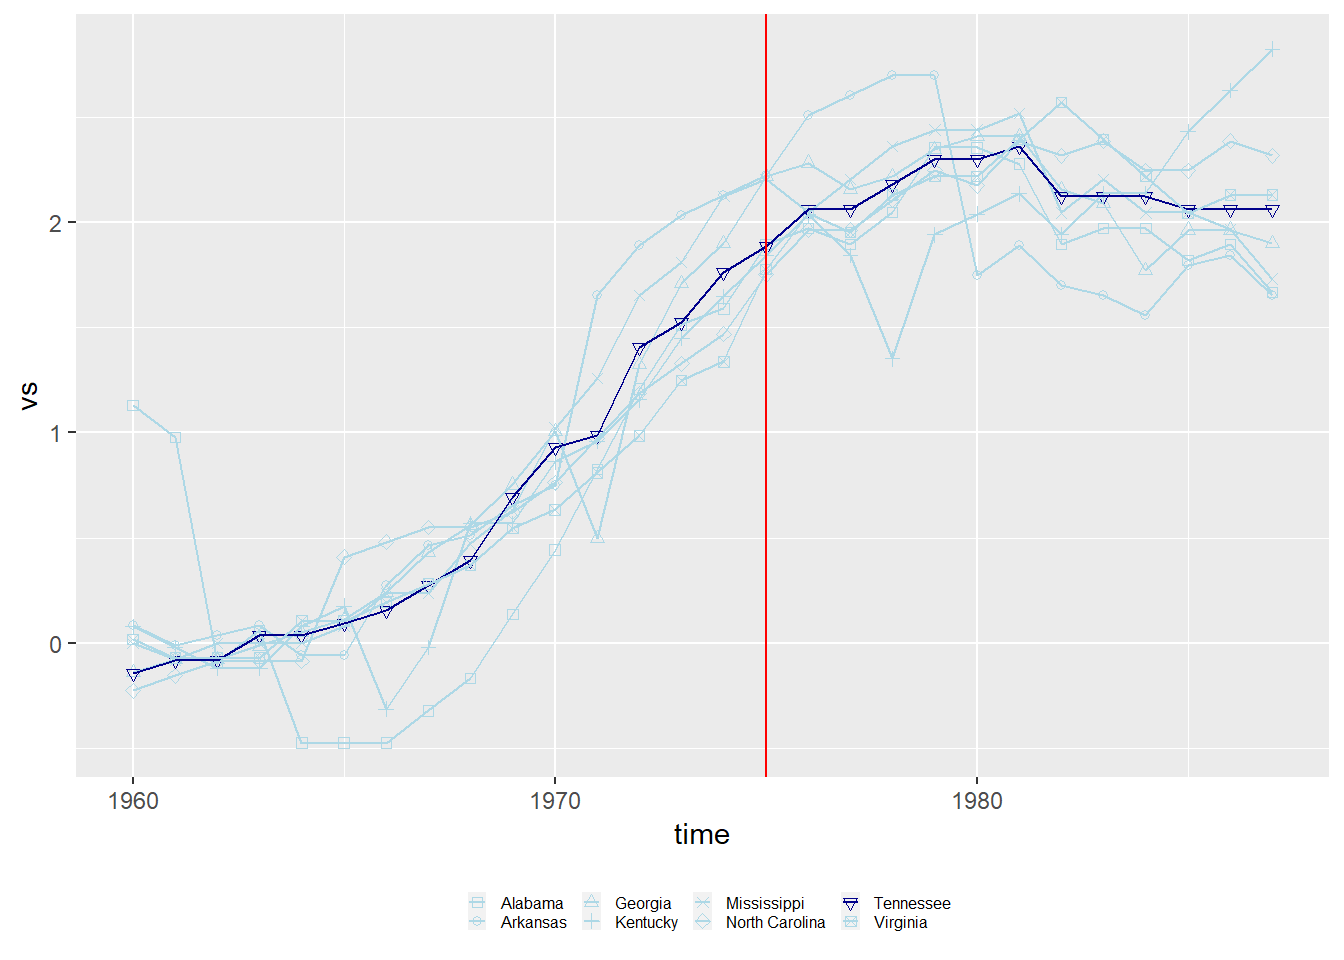 vs
2
1
0
1960 1970 1980
time
Alabama Georgia Mississippi Tennessee
Arkansas Kentucky North Carolina Virginia